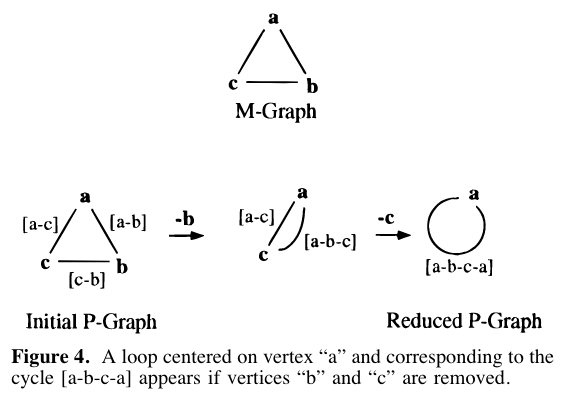 a
c b
M-Graph
a a a
[a-c] [a-b] -b [a-c] [a-b-c] -c
c b c
[c-b] [a-b-c-a]
Initial P-Graph Reduced P-Graph
Figure 4. A loop centered on vertex “a” and corresponding to the
cycle [a-b-c-a] appears if vertices “b” and “c” are removed.